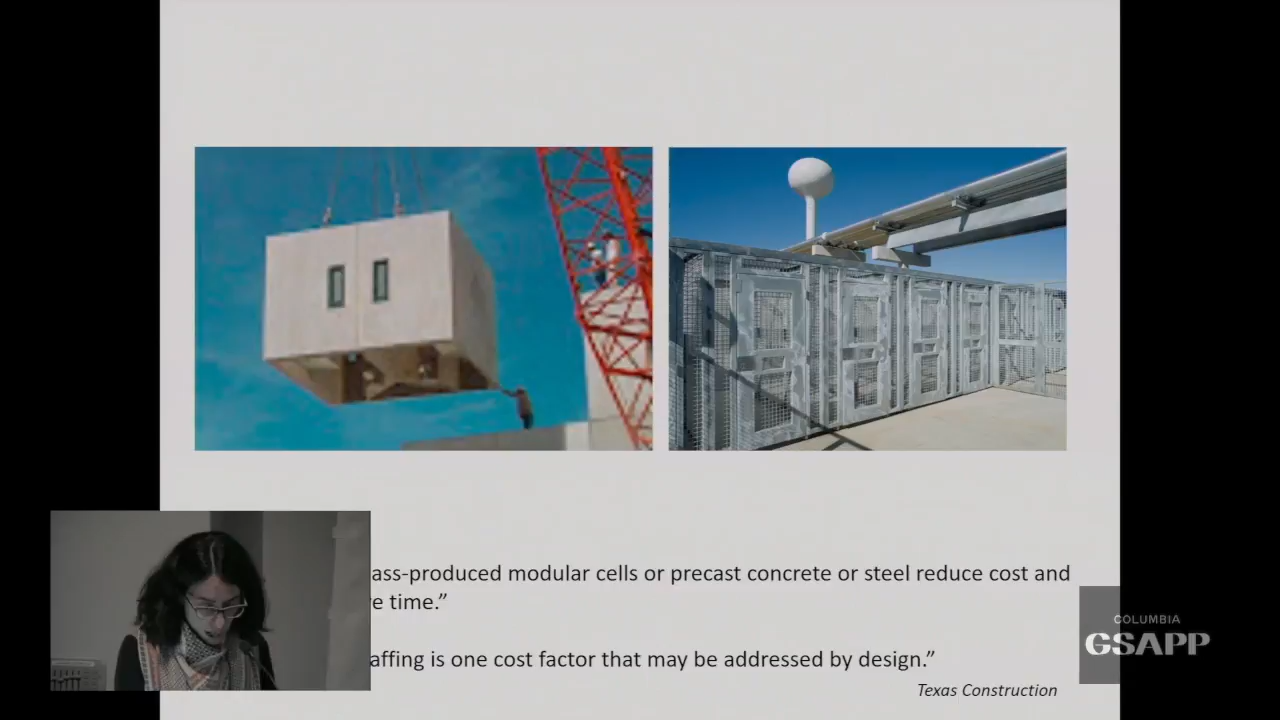 ass-produced modular cells or precast concrete or steel reduce cost and
e time.”
affing is one cost factor that may be addressed by design.”
Texas Construction
COLUMBIA
GSAPP